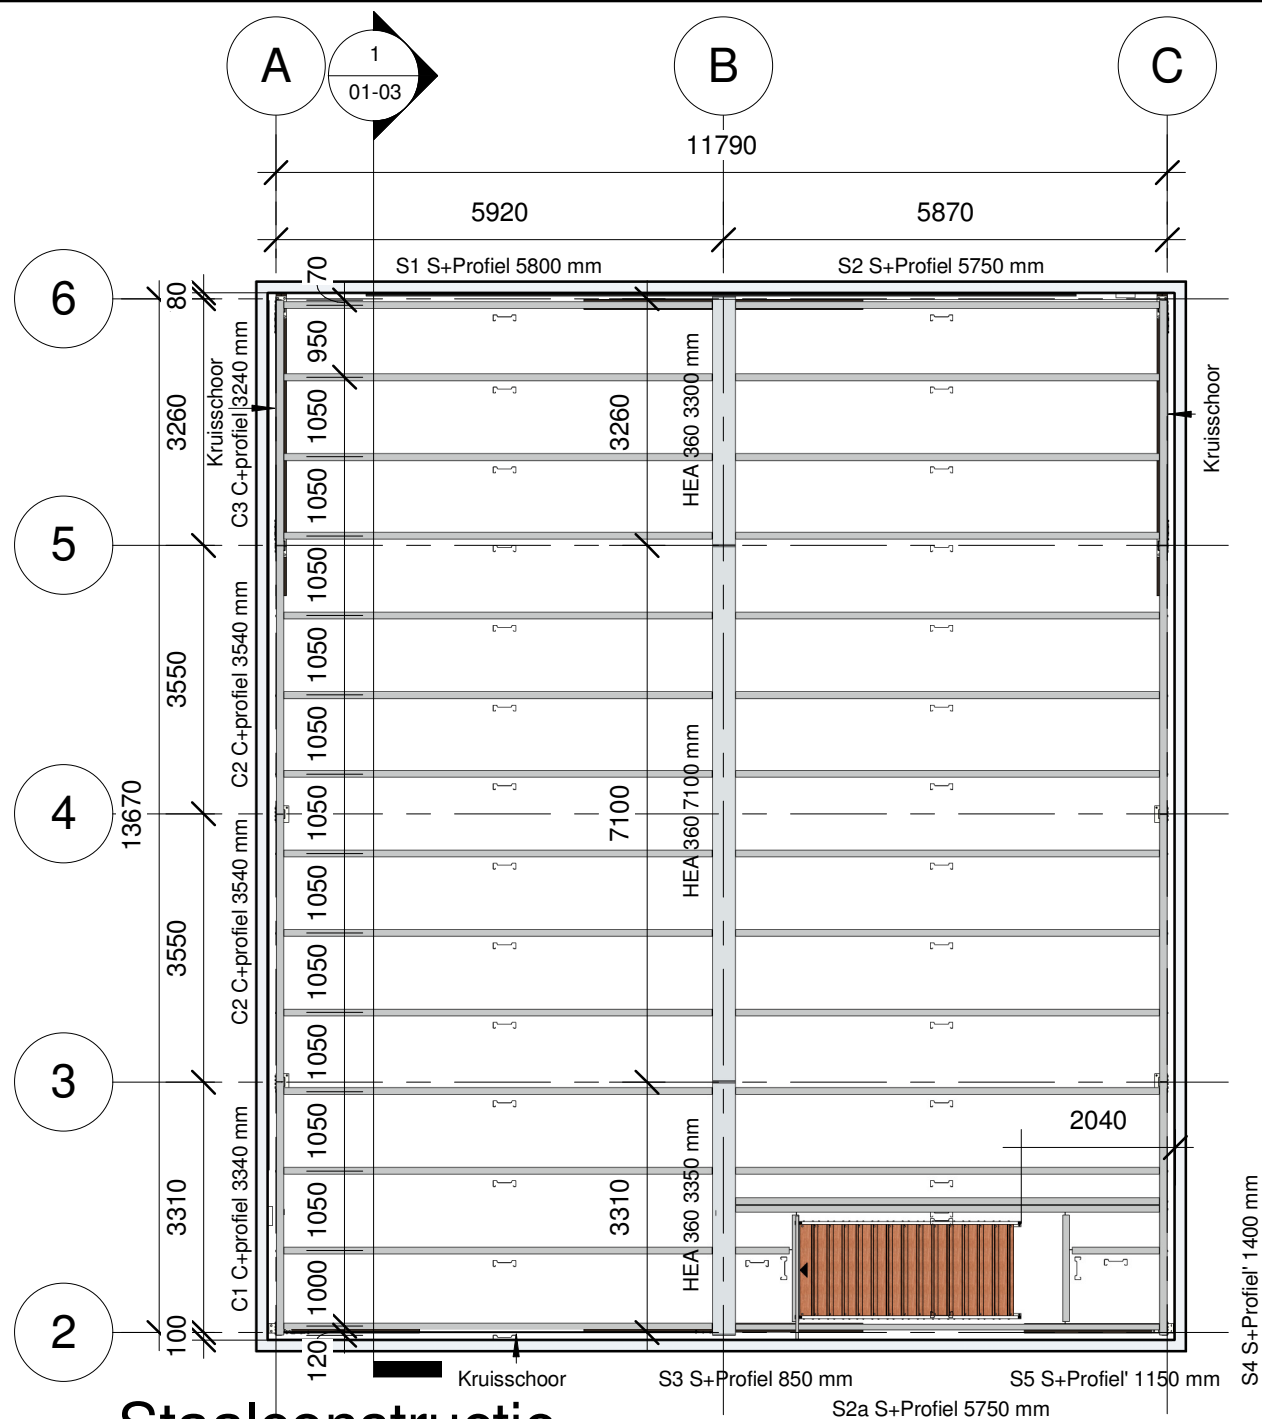 A
1
01-03
B
C
11790
5920
5870
S1 S+Profiel 5800 mm
S2 S+Profiel 5750 mm
6
80
70
950
3260
Kruisschoor
C3 C+profiel 3240 mm
1050
3260
HEA 360 3300 mm
Kruisschoor
1050
5
1050
1050
3550
C2 C+profiel 3540 mm
1050
4
13670
1050
7100
HEA 360 7100 mm
1050
3550
C2 C+profiel 3540 mm
1050
1050
3
1050
2040
3310
C1 C+profiel 3340 mm
1050
3310
HEA 360 3350 mm
1000
2
100
120
Kruisschoor
S3 S+Profiel 850 mm
S5 S+Profiel' 1150 mm
S4 S+Profiel' 1400 mm
S2a S+Profiel 5750 mm
Staalconstructie